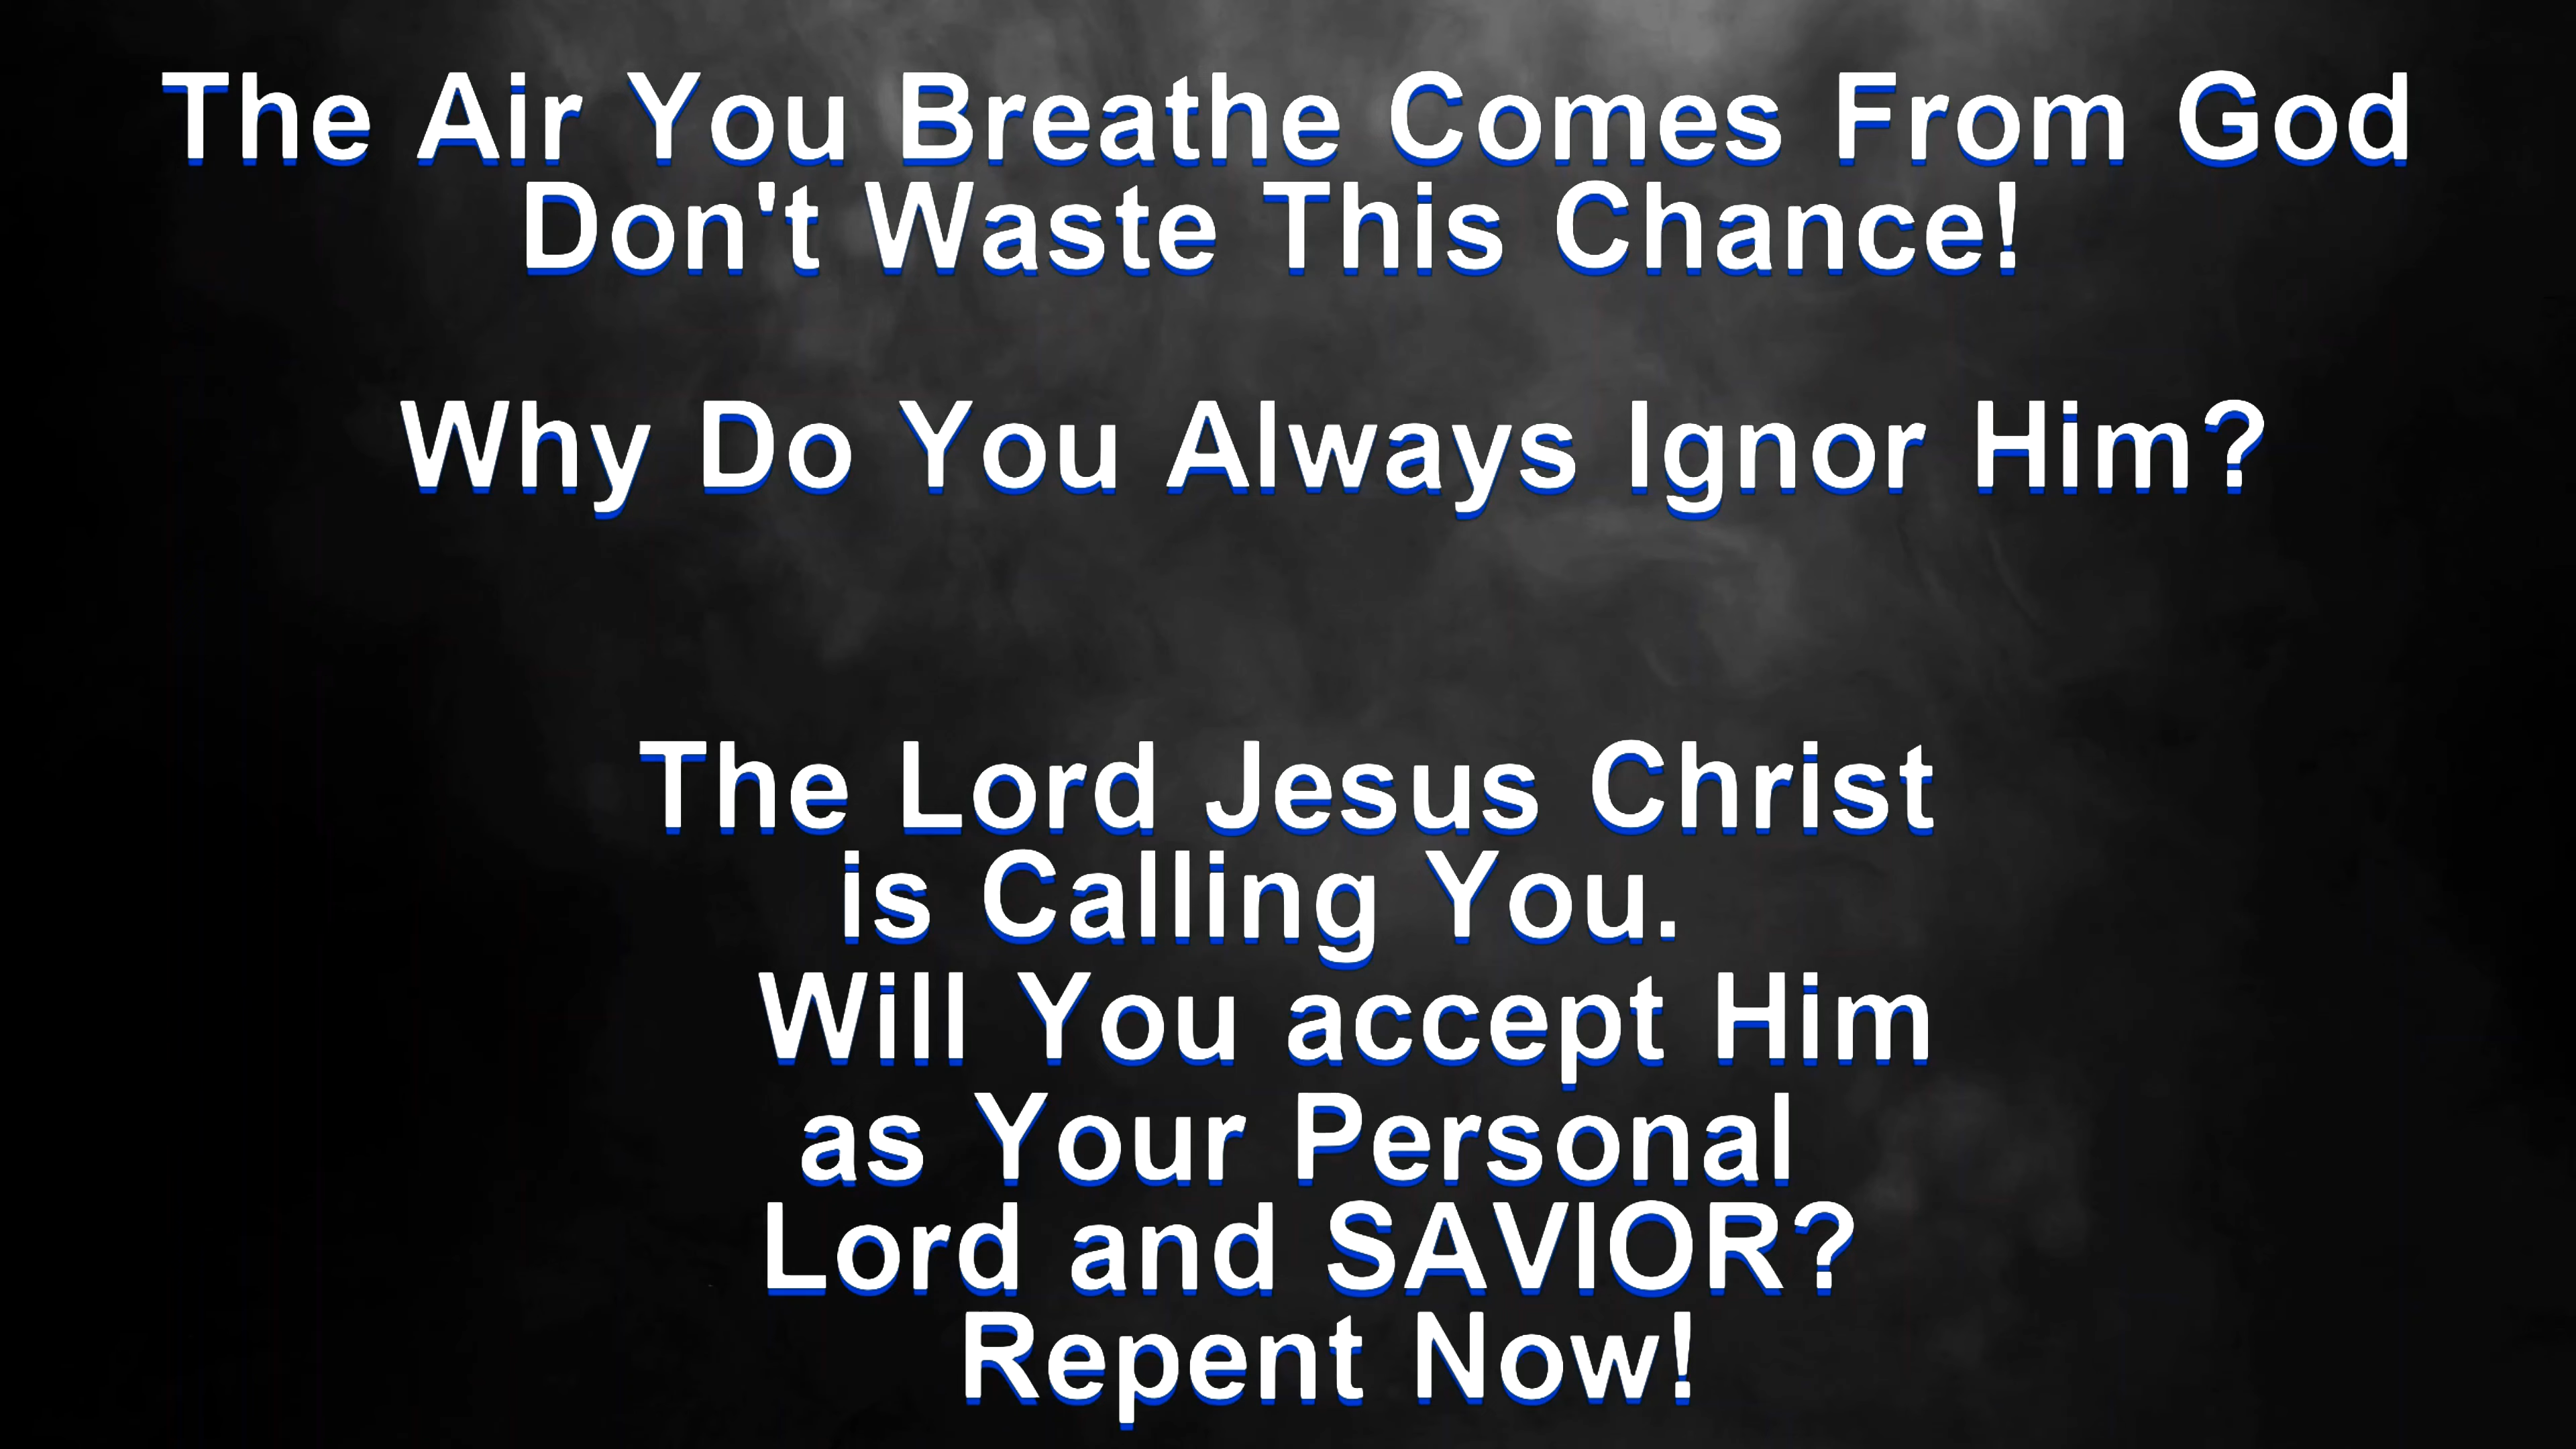 The Air You Breathe Comes From God
Don't Waste This Chance!
Why Do You Always Ignor Him?
The Lord Jesus Christ
is Calling You.
Will You accept Him
as Your Personal
Lord and SAVIOR?
Repent Now!